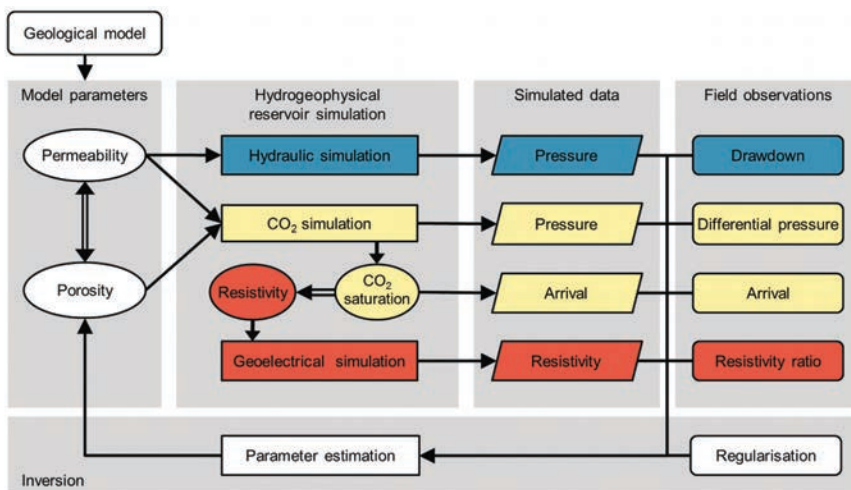 Geological model
Model parameters
Hydrogeophysical
reservoir simulation
Simulated data
Field observations
Permeability
Hydraulic simulation
Pressure
Drawdown
CO₂ simulation
Pressure
Differential pressure
Porosity
Resistivity
CO₂
saturation
Arrival
Arrival
Geoelectrical simulation
Resistivity
Resistivity ratio
Parameter estimation
Regularisation
Inversion